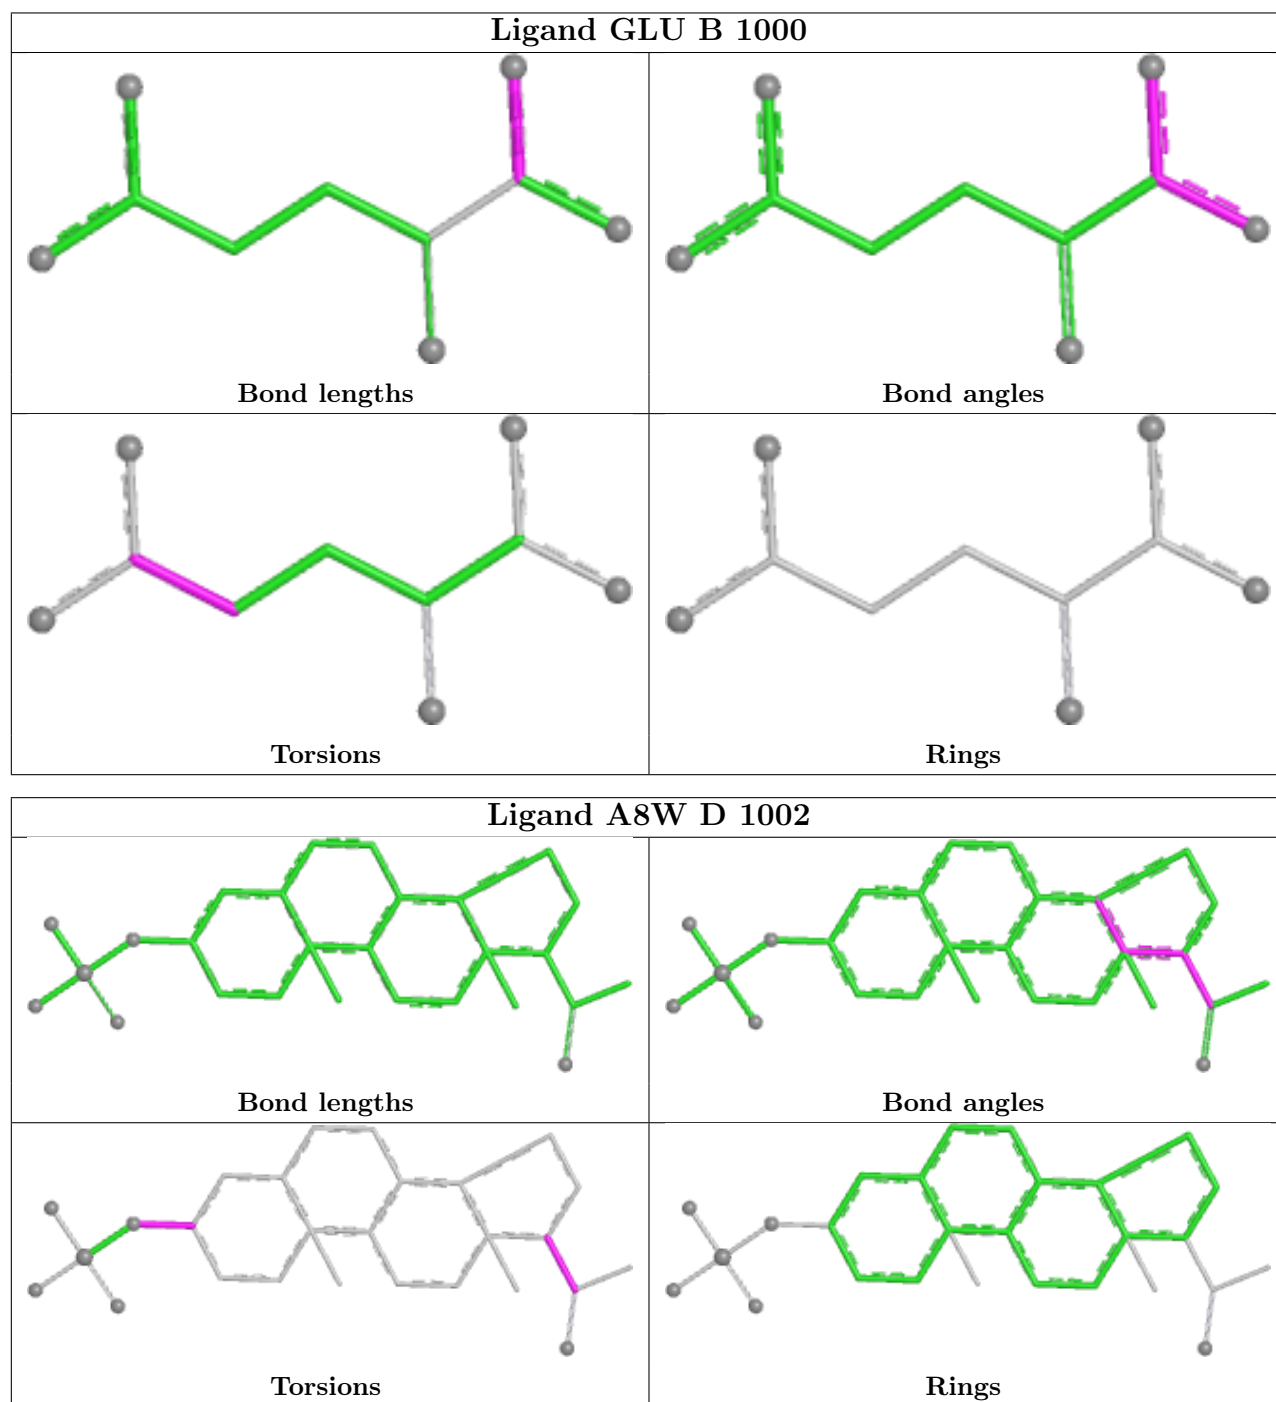 Ligand GLU B 1000
Bond lengths
Bond angles
Torsions
Rings
Ligand A8W D 1002
Bond lengths
Bond angles
Torsions
Rings